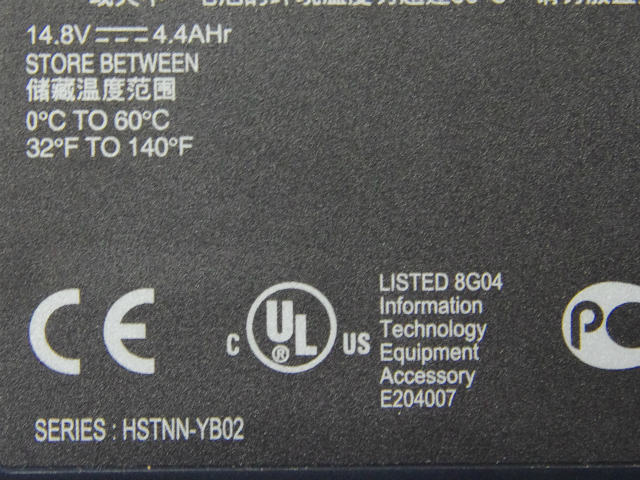 14.8V 4.4AHr
STORE BETWEEN
储藏温度范围
0°C TO 60°C
32°F TO 140°F
CE
C UL® US
LISTED 8G04
Information
Technology
Equipment
Accessory
E204007
PC
SERIES : HSTNN-YB02